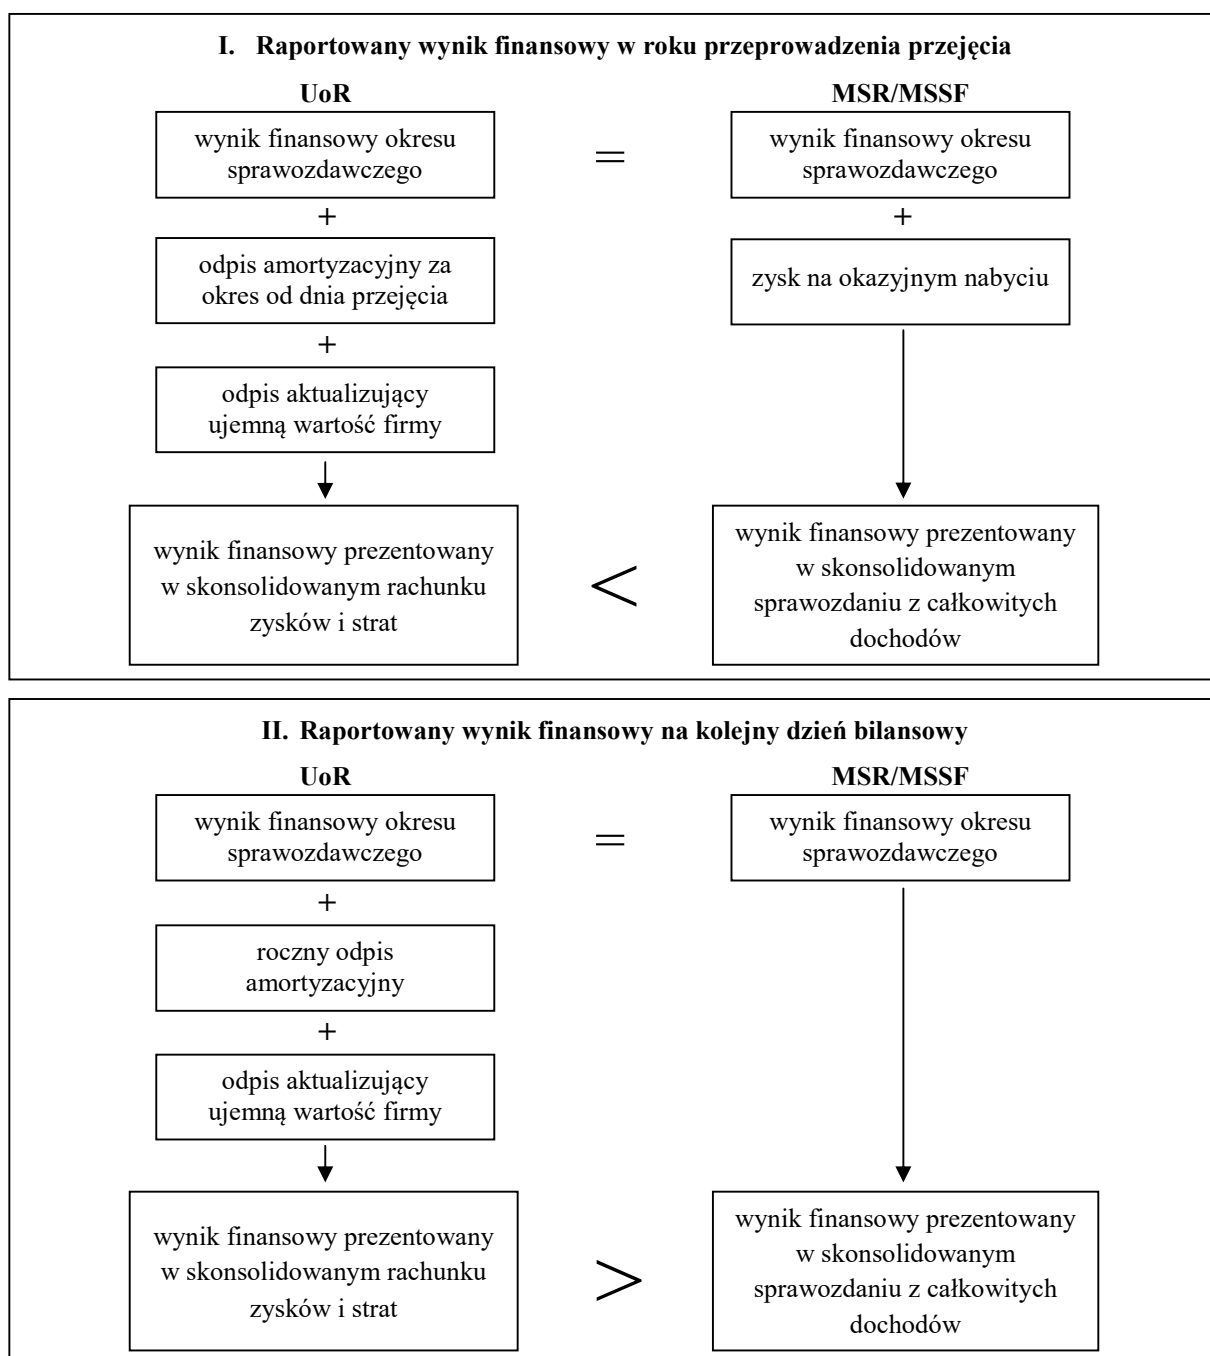 I. Raportowany wynik finansowy w roku przeprowadzenia przejęcia
UoR
MSR/MSSF
wynik finansowy okresu
sprawozdawczego
=
wynik finansowy okresu
sprawozdawczego
+
+
odpis amortyzacyjny za
okres od dnia przejęcia
zysk na okazyjnym nabyciu
+
odpis aktualizujący
ujemną wartość firmy
wynik finansowy prezentowany
w skonsolidowanym rachunku
zysków i strat
<
wynik finansowy prezentowany
w skonsolidowanym
sprawozdaniu z całkowitych
dochodów
II. Raportowany wynik finansowy na kolejny dzień bilansowy
UoR
MSR/MSSF
wynik finansowy okresu
sprawozdawczego
=
wynik finansowy okresu
sprawozdawczego
+
roczny odpis
amortyzacyjny
+
odpis aktualizujący
ujemną wartość firmy
wynik finansowy prezentowany
w skonsolidowanym rachunku
zysków i strat
>
wynik finansowy prezentowany
w skonsolidowanym
sprawozdaniu z całkowitych
dochodów